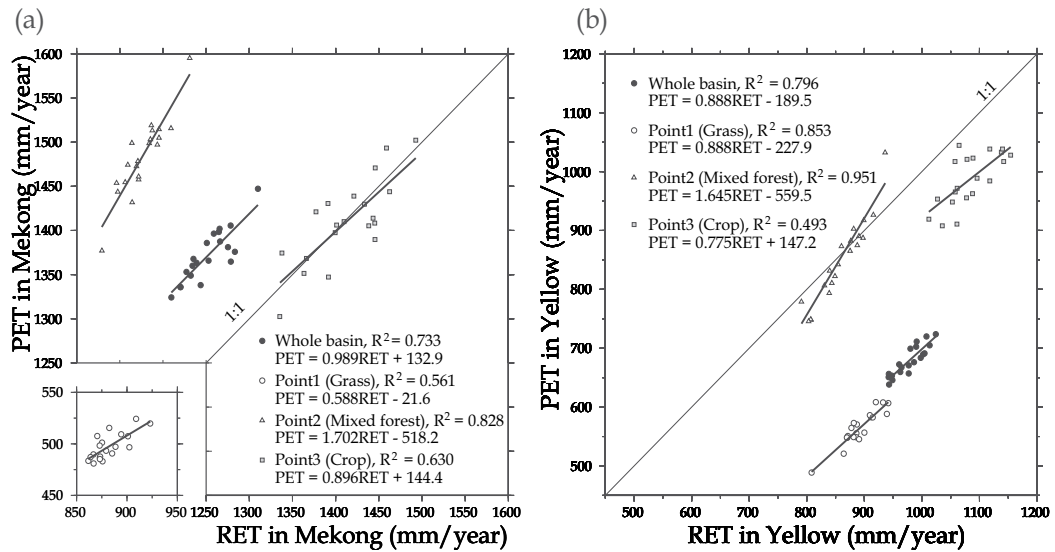 (a)
PET in Mekong (mm/year)
1600
1500
1450
1400
1350
1300
1250
550
500
450
850 900 950 1250 1300 1350 1400 1450 1500 1600
RET in Mekong (mm/year)
1:1
Whole basin, R² = 0.733
PET = 0.989RET + 132.9
Point1 (Grass), R² = 0.561
PET = 0.588RET - 21.6
Point2 (Mixed forest), R² = 0.828
PET = 1.702RET - 518.2
Point3 (Crop), R² = 0.630
PET = 0.896RET + 144.4
(b)
PET in Yellow (mm/year)
1200
1100
1000
900
800
700
600
500
500 600 700 800 900 1000 1100 1200
RET in Yellow (mm/year)
1:1
Whole basin, R² = 0.796
PET = 0.888RET - 189.5
Point1 (Grass), R² = 0.853
PET = 0.888RET - 227.9
Point2 (Mixed forest), R² = 0.951
PET = 1.645RET - 559.5
Point3 (Crop), R² = 0.493
PET = 0.775RET + 147.2